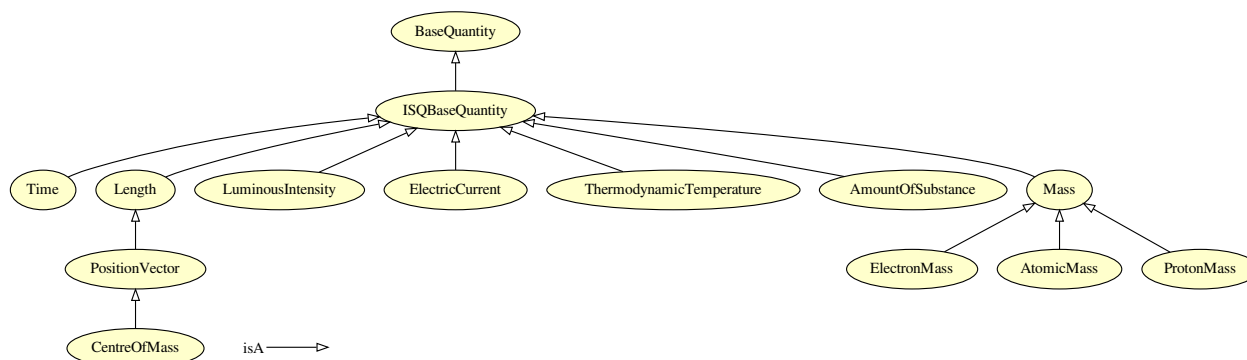 BaseQuantity
ISQBaseQuantity
Time
Length
LuminousIntensity
ElectricCurrent
ThermodynamicTemperature
AmountOfSubstance
Mass
PositionVector
ElectronMass
AtomicMass
ProtonMass
CentreOfMass
isA